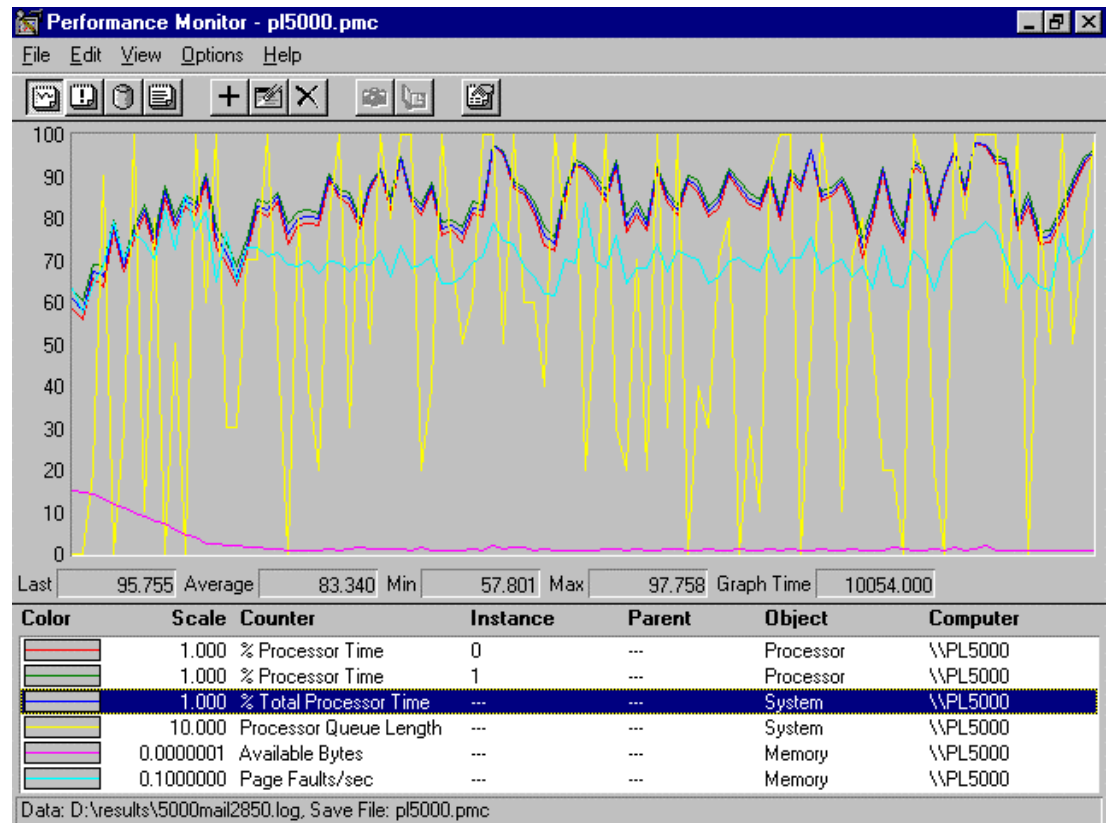 Performance Monitor - pl5000.pmc
File Edit View Options Help
100
90
80
70
60
50
40
30
20
10
0
Last 95.755 Average 83.340 Min 57.801 Max 97.758 Graph Time 10054.000
Color Scale Counter Instance Parent Object Computer
1.000 % Processor Time 0 --- Processor \\PL5000
1.000 % Processor Time 1 --- Processor \\PL5000
1.000 % Total Processor Time --- --- System \\PL5000
10.000 Processor Queue Length --- --- System \\PL5000
0.0000001 Available Bytes --- --- Memory \\PL5000
0.1000000 Page Faults/sec --- --- Memory \\PL5000
Data: D:\results\5000mail2850.log, Save File: pl5000.pmc